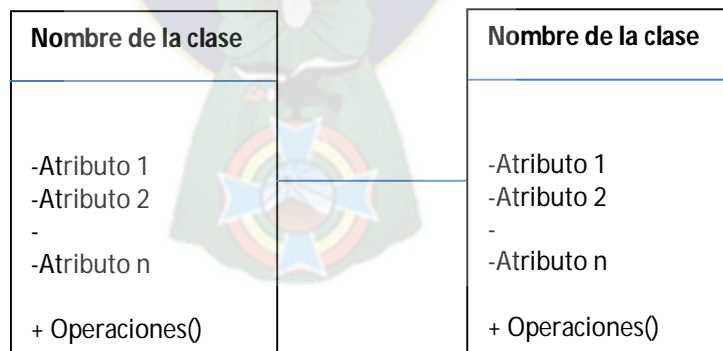 Nombre de la clase
-Atributo 1
-Atributo 2
-
-Atributo n
+ Operaciones()
Nombre de la clase
-Atributo 1
-Atributo 2
-
-Atributo n
+ Operaciones()